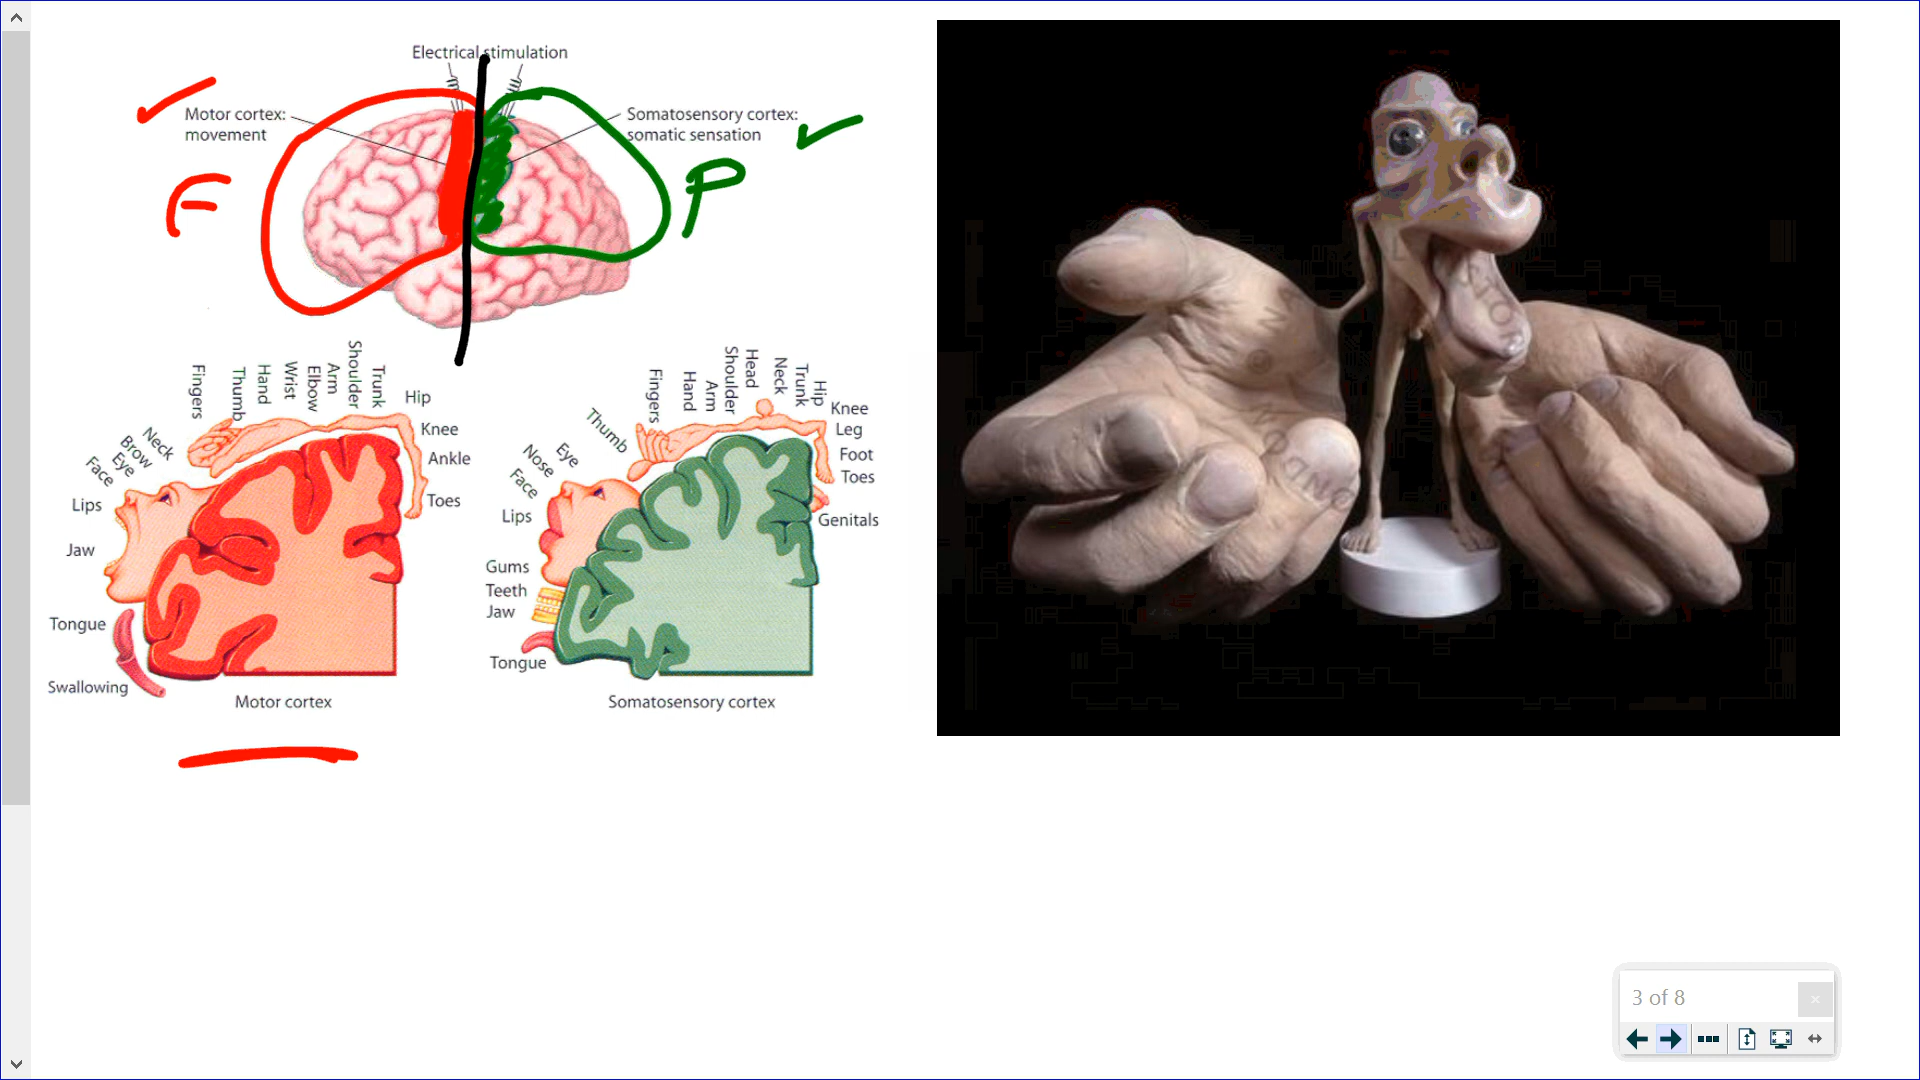 Electrical stimulation
Motor cortex:
movement
Somatosensory cortex:
somatic sensation
F
P
Fingers
Thumb
Hand
Wrist
Elbow
Arm
Shoulder
Trunk
Hip
Knee
Ankle
Toes
Neck
Brow
Eye
Face
Lips
Jaw
Tongue
Swallowing
Motor cortex
Fingers
Hand
Arm
Shoulder
Head
Neck
Trunk
Hip
Knee
Leg
Foot
Toes
Genitals
Thumb
Eye
Nose
Face
Lips
Gums
Teeth
Jaw
Tongue
Somatosensory cortex
3 of 8